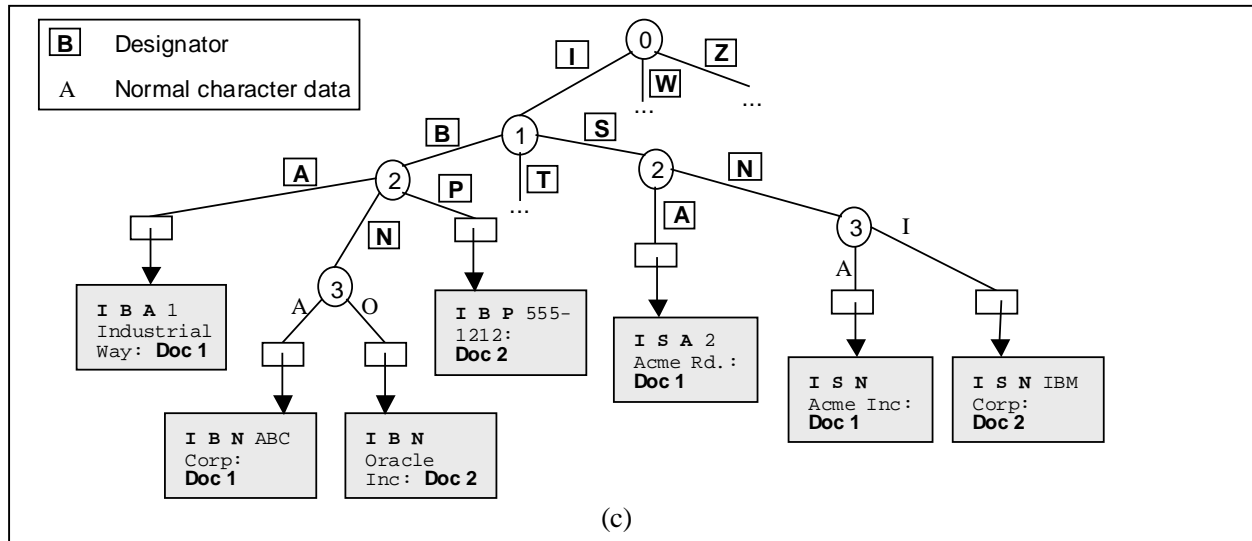 B Designator
A Normal character data
0
I
W
Z
...
...
1
B
S
T
...
2
A
P
N
2
N
A
3
A
O
3
A
I
I B A 1
Industrial
Way: Doc 1
I B P 555-
1212:
Doc 2
I S A 2
Acme Rd.:
Doc 1
I S N
Acme Inc:
Doc 1
I S N IBM
Corp:
Doc 2
I B N ABC
Corp:
Doc 1
I B N
Oracle
Inc: Doc 2
(c)